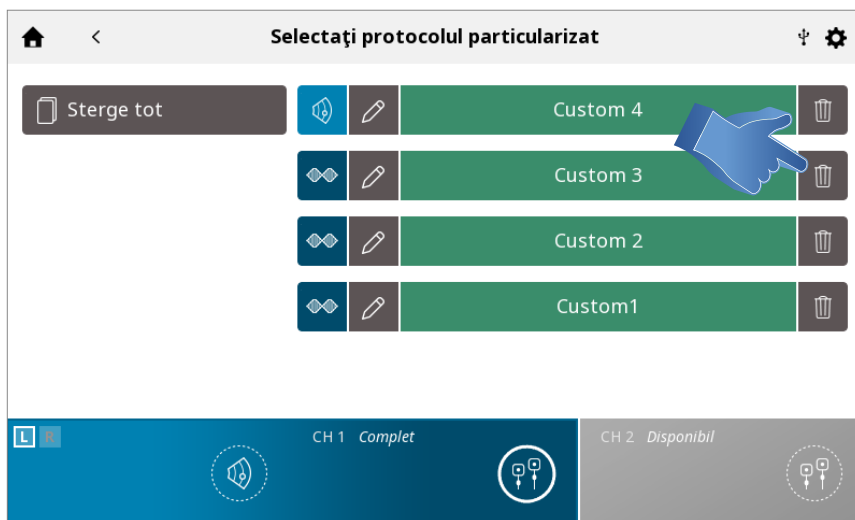 Selectaţi protocolul particularizat
Sterge tot
Custom 4
Custom 3
Custom 2
Custom1
L R
CH 1 Complet
CH 2 Disponibil